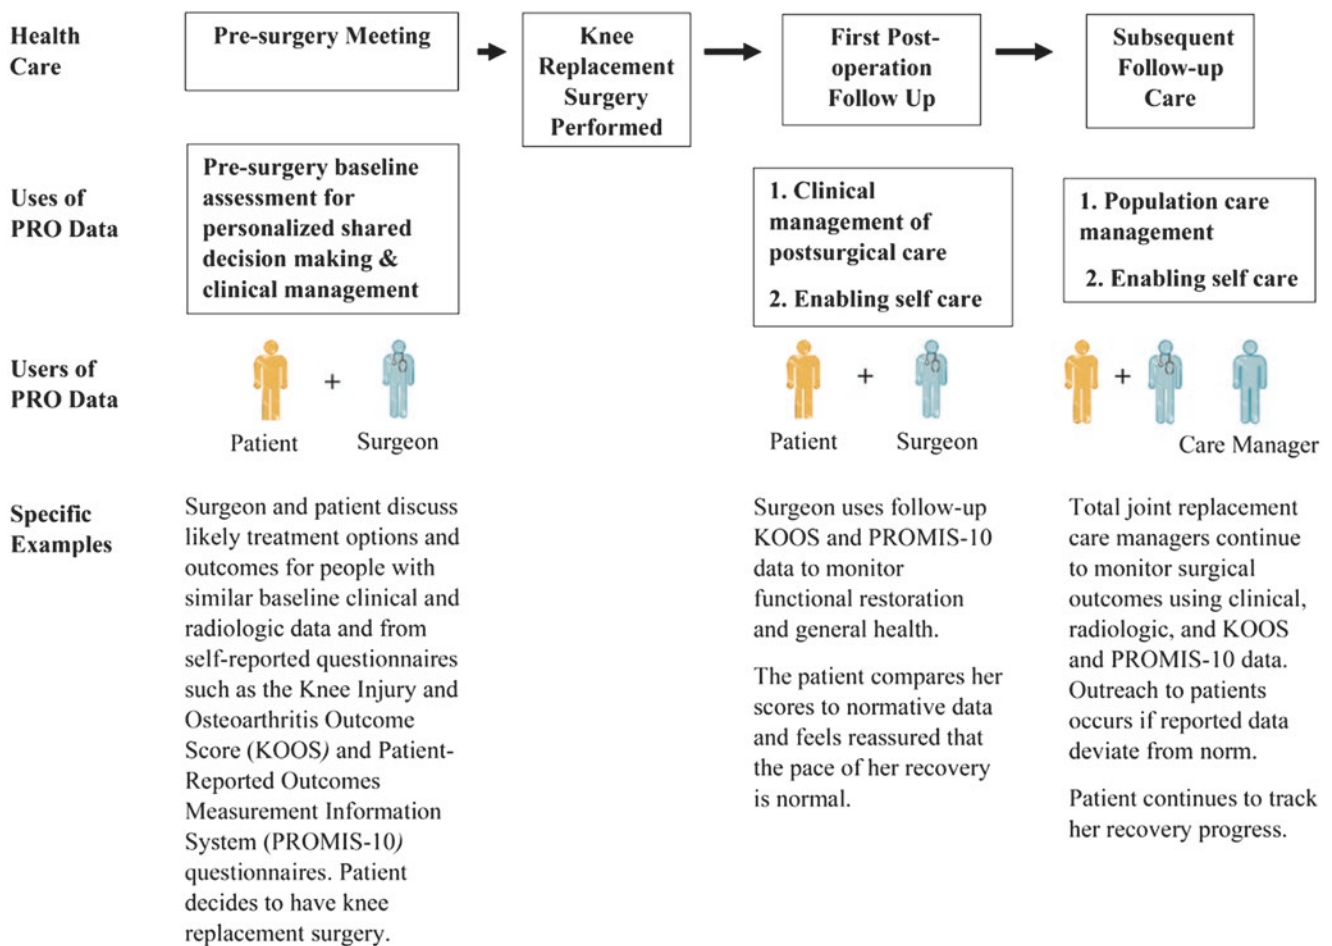 Health
Care
Pre-surgery Meeting
Knee
Replacement
Surgery
Performed
First Post-
operation
Follow Up
Subsequent
Follow-up
Care
Uses of
PRO Data
Pre-surgery baseline
assessment for
personalized shared
decision making &
clinical management
1. Clinical
management of
postsurgical care
2. Enabling self care
1. Population care
management
2. Enabling self care
Users of
PRO Data
+
Patient
Surgeon
+
Patient
Surgeon
+
Care Manager
Specific
Examples
Surgeon and patient discuss
likely treatment options and
outcomes for people with
similar baseline clinical and
radiologic data and from
self-reported questionnaires
such as the Knee Injury and
Osteoarthritis Outcome
Score (KOOS) and Patient-
Reported Outcomes
Measurement Information
System (PROMIS-10)
questionnaires. Patient
decides to have knee
replacement surgery.
Surgeon uses follow-up
KOOS and PROMIS-10
data to monitor
functional restoration
and general health.
The patient compares her
scores to normative data
and feels reassured that
the pace of her recovery
is normal.
Total joint replacement
care managers continue
to monitor surgical
outcomes using clinical,
radiologic, and KOOS
and PROMIS-10 data.
Outreach to patients
occurs if reported data
deviate from norm.
Patient continues to track
her recovery progress.